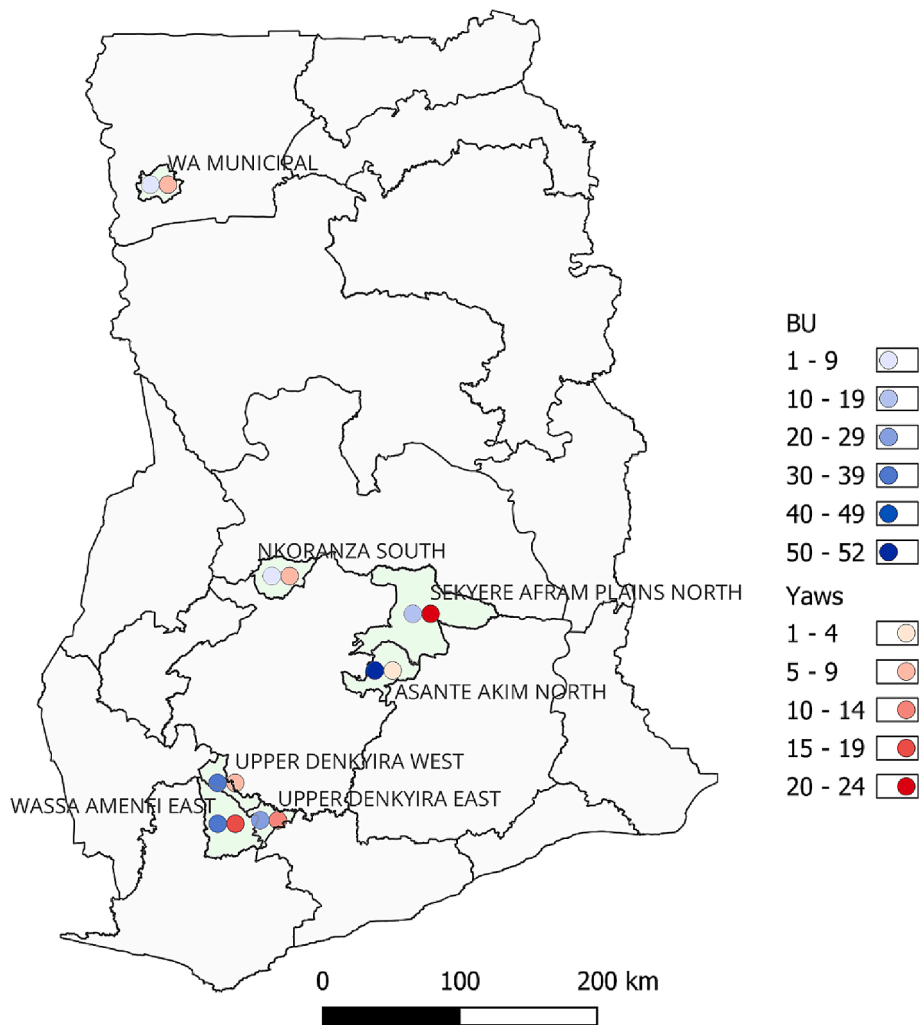 WA MUNICIPAL
NKORANZA SOUTH
SEKYERE AFRAM PLAINS NORTH
ASANTE AKIM NORTH
UPPER DENKYIRA WEST
UPPER DENKYIRA EAST
WASSA AMENFI EAST
BU
1 - 9
10 - 19
20 - 29
30 - 39
40 - 49
50 - 52
Yaws
1 - 4
5 - 9
10 - 14
15 - 19
20 - 24
0 100 200 km